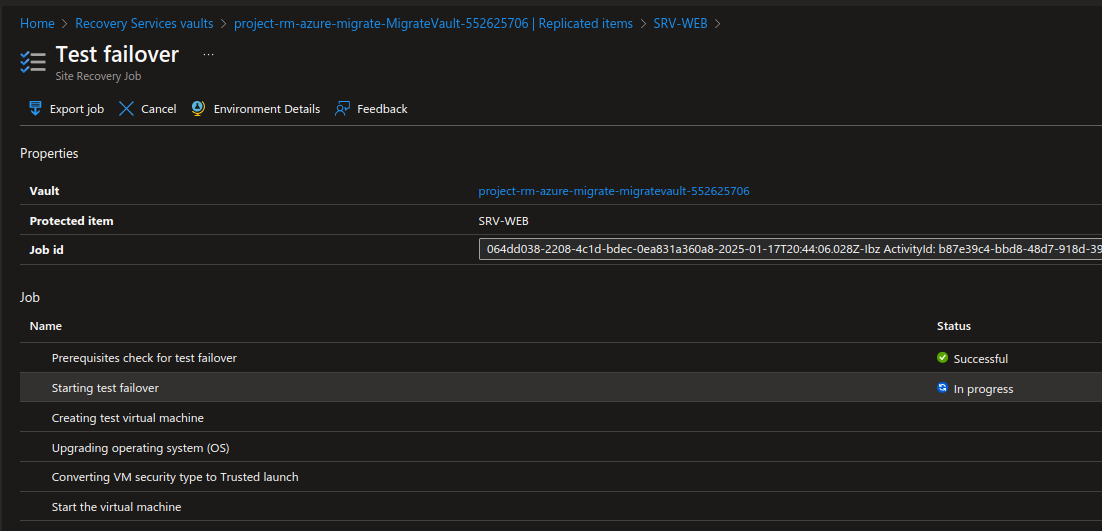 Home > Recovery Services vaults > project-rm-azure-migrate-MigrateVault-552625706 | Replicated items > SRV-WEB >
Test failover ...
Site Recovery Job
Export job Cancel Environment Details Feedback
Properties
Vault project-rm-azure-migrate-migratevault-552625706
Protected item SRV-WEB
Job id 064dd038-2208-4c1d-bdec-0ea831a360a8-2025-01-17T20:44:06.028Z-Ibz ActivityId: b87e39c4-bbd8-48d7-918d-39
Job
Name Status
Prerequisites check for test failover Successful
Starting test failover In progress
Creating test virtual machine
Upgrading operating system (OS)
Converting VM security type to Trusted launch
Start the virtual machine